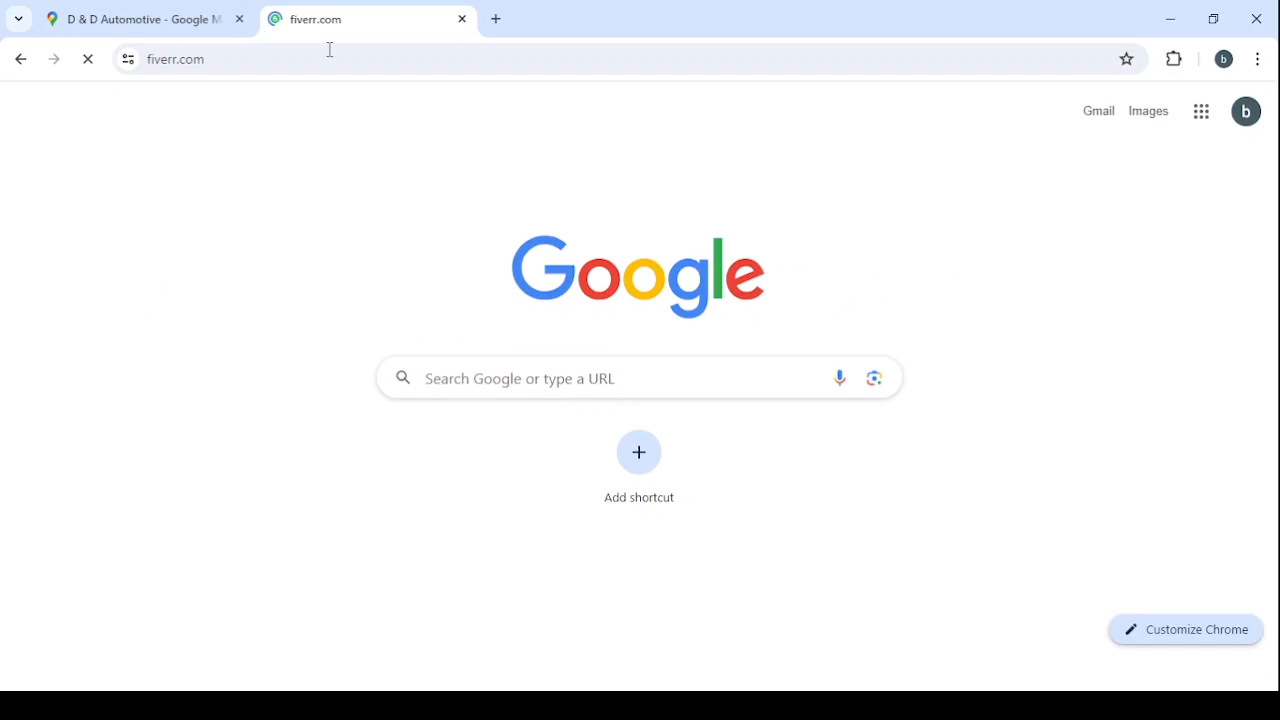 D & D Automotive - Google M
fiverr.com
fiverr.com
b
Gmail Images b
Google
Search Google or type a URL
Add shortcut
Customize Chrome